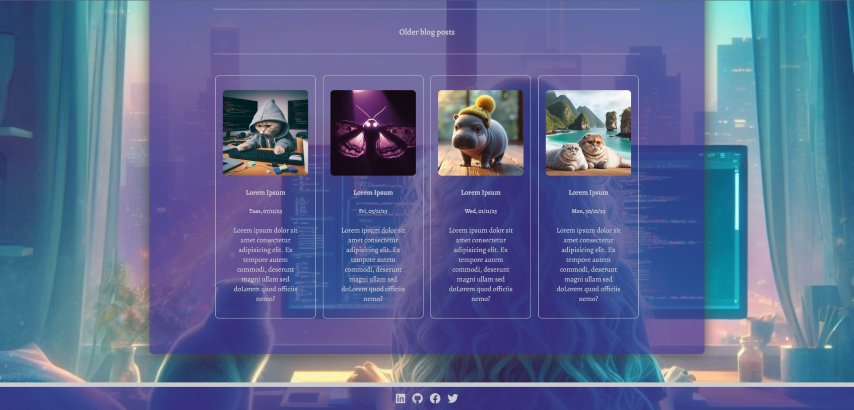 Older blog posts
Lorem Ipsum
Tues, 07/11/23
Lorem ipsum dolor sit
amet consectetur
adipisicing elit. Ex
tempore autem
commodi, deserunt
magni ullam sed
doLorem quod officiis
nemo?
Lorem Ipsum
Fri, 03/11/23
Lorem ipsum dolor sit
amet consectetur
adipisicing elit. Ex
tempore autem
commodi, deserunt
magni ullam sed
doLorem quod officiis
nemo?
Lorem Ipsum
Wed, 01/11/23
Lorem ipsum dolor sit
amet consectetur
adipisicing elit. Ex
tempore autem
commodi, deserunt
magni ullam sed
doLorem quod officiis
nemo?
Lorem Ipsum
Mon, 30/10/23
Lorem ipsum dolor sit
amet consectetur
adipisicing elit. Ex
tempore autem
commodi, deserunt
magni ullam sed
doLorem quod officiis
nemo?